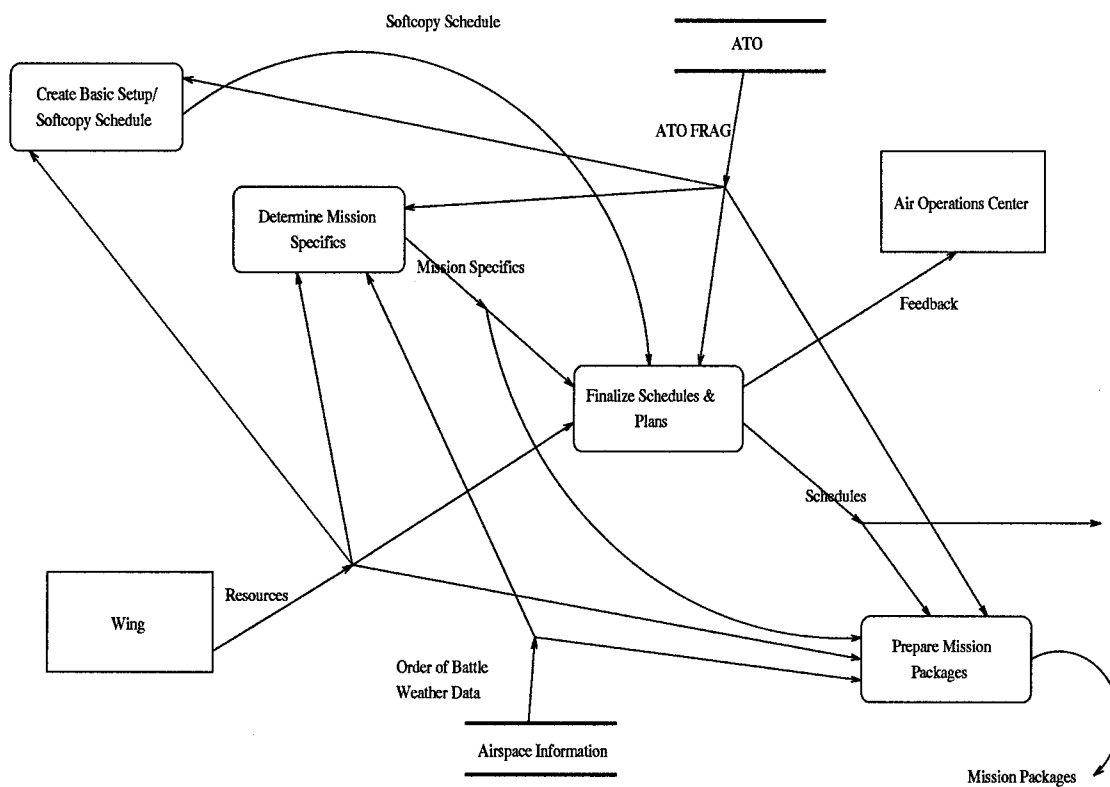 Softcopy Schedule
ATO
Create Basic Setup/
Softcopy Schedule
ATO FRAG
Air Operations Center
Determine Mission
Specifics
Mission Specifics
Feedback
Finalize Schedules &
Plans
Schedules
Wing
Resources
Prepare Mission
Packages
Order of Battle
Weather Data
Airspace Information
Mission Packages